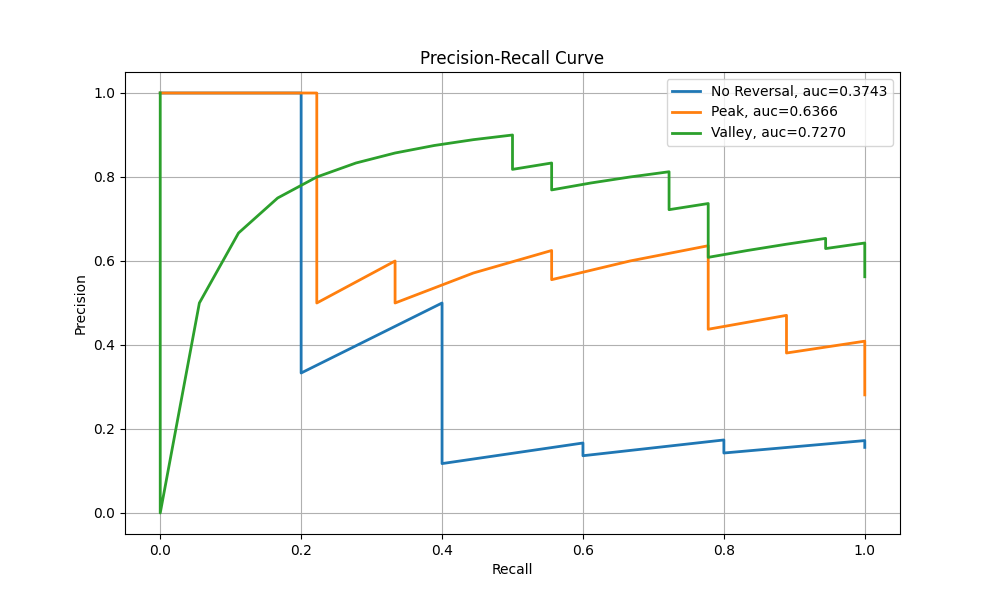 Precision-Recall Curve
No Reversal, auc=0.3743
Peak, auc=0.6366
Valley, auc=0.7270
Precision
1.0
0.8
0.6
0.4
0.2
0.0
0.0 0.2 0.4 0.6 0.8 1.0
Recall